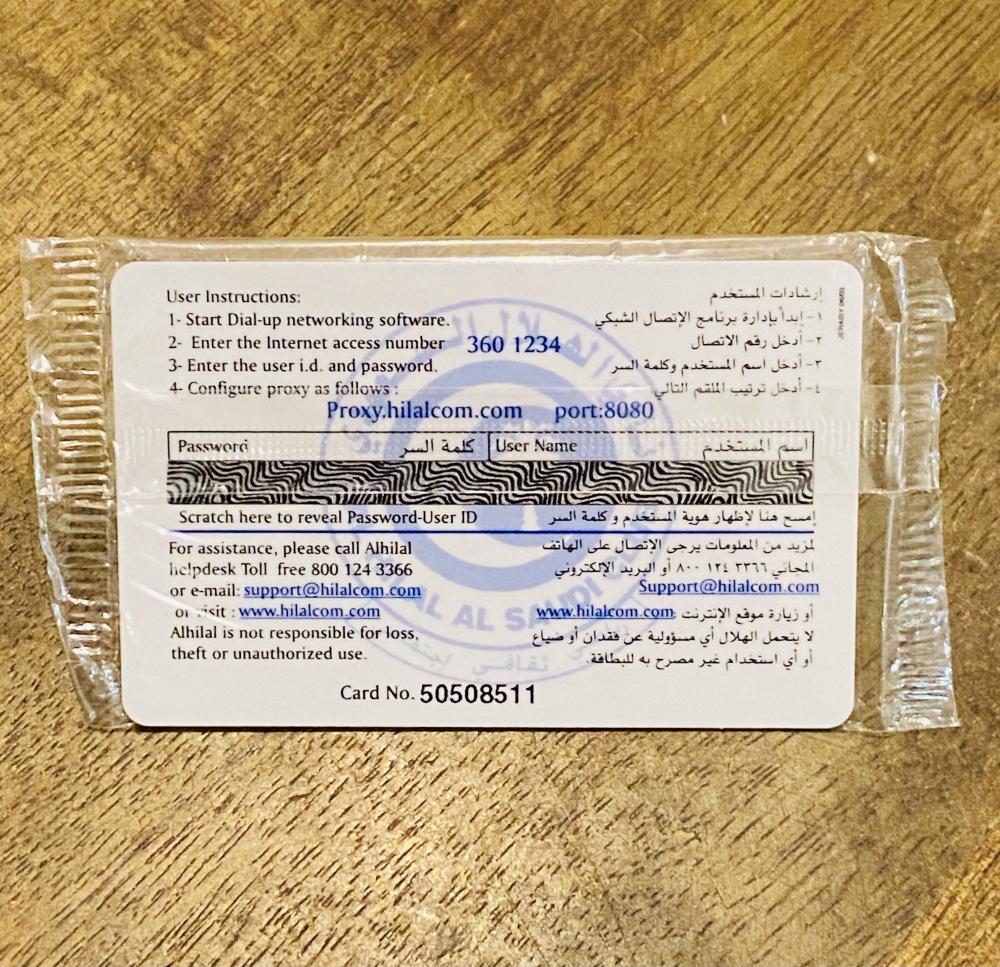 User Instructions:
1- Start Dial-up networking software.
2- Enter the Internet access number 360 1234
3- Enter the user i.d. and password.
4- Configure proxy as follows :
إرشادات المستخدم
١- إبدأ بإدارة برنامج الإتصال الشبكي
٢- أدخل رقم الاتصال
٣- أدخل اسم المستخدم وكلمة السر
٤- أدخل ترتيب الملقم التالي
Proxy.hilalcom.com port:8080
Password كلمة السر
User Name اسم المستخدم
Scratch here to reveal Password-User ID
إمسح هنا لإظهار هوية المستخدم و كلمة السر
For assistance, please call Alhilal
helpdesk Toll free 800 124 3366
or e-mail: support@hilalcom.com
or visit : www.hilalcom.com
Alhilal is not responsible for loss,
theft or unauthorized use.
لمزيد من المعلومات يرجى الإتصال على الهاتف
المجاني ٣٣٦٦ ١٢٤ ٨٠٠ أو البريد الإلكتروني
Support@hilalcom.com
أو زيارة موقع الإنترنت: www.hilalcom.com
لا يتحمل الهلال أي مسؤولية عن فقدان أو ضياع
أو أي استخدام غير مصرح به للبطاقة.
Card No. 50508511
AL AL SAUDI
ثقافي